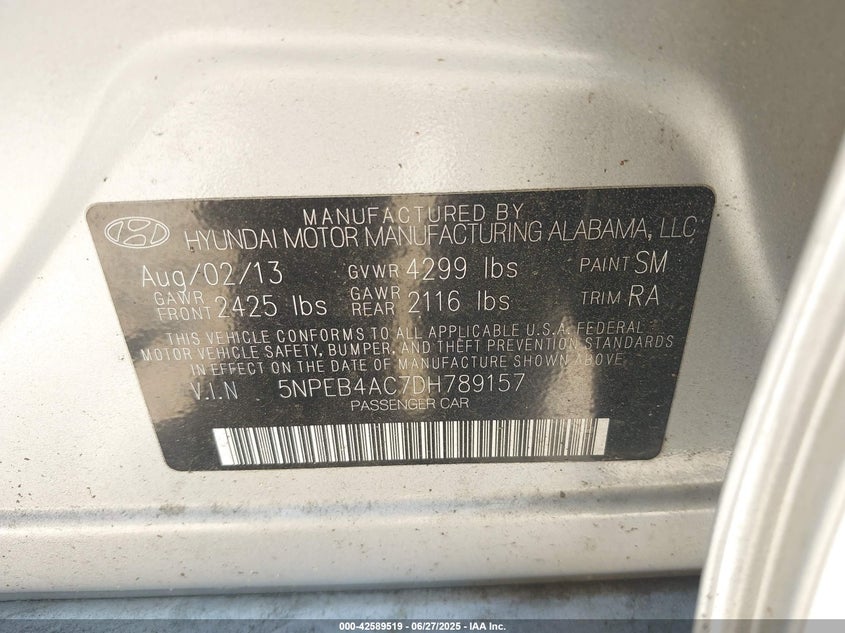 MANUFACTURED BY
HYUNDAI MOTOR MANUFACTURING ALABAMA, LLC
Aug/02/13 GVWR 4299 lbs PAINT SM
GAWR FRONT 2425 lbs GAWR REAR 2116 lbs TRIM RA
THIS VEHICLE CONFORMS TO ALL APPLICABLE U.S.A. FEDERAL
MOTOR VEHICLE SAFETY, BUMPER, AND THEFT PREVENTION STANDARDS
IN EFFECT ON THE DATE OF MANUFACTURE SHOWN ABOVE
V.I.N 5NPEB4AC7DH789157
PASSENGER CAR
000-42589519 - 06/27/2025 - IAA Inc.